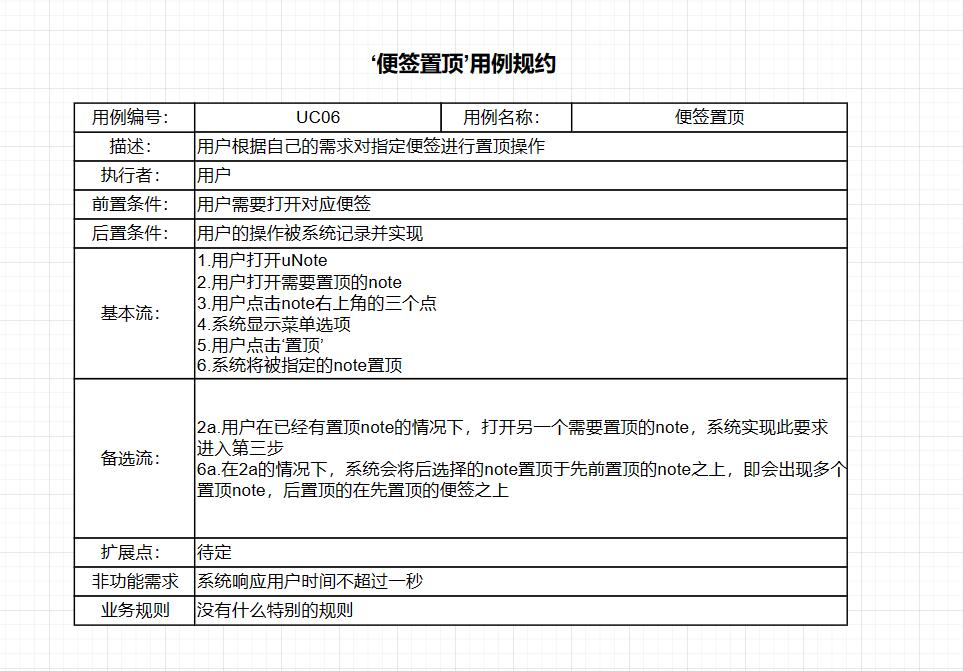 ‘便签置顶’用例规约
用例编号： UC06 用例名称： 便签置顶
描述： 用户根据自己的需求对指定便签进行置顶操作
执行者： 用户
前置条件： 用户需要打开对应便签
后置条件： 用户的操作被系统记录并实现
基本流：
1.用户打开uNote
2.用户打开需要置顶的note
3.用户点击note右上角的三个点
4.系统显示菜单选项
5.用户点击‘置顶’
6.系统将被指定的note置顶
备选流：
2a.用户在已经有置顶note的情况下，打开另一个需要置顶的note，系统实现此要求
进入第三步
6a.在2a的情况下，系统会将后选择的note置顶于先前置顶的note之上，即会出现多个
置顶note，后置顶的在先置顶的便签之上
扩展点： 待定
非功能需求 系统响应用户时间不超过一秒
业务规则 没有什么特别的规则